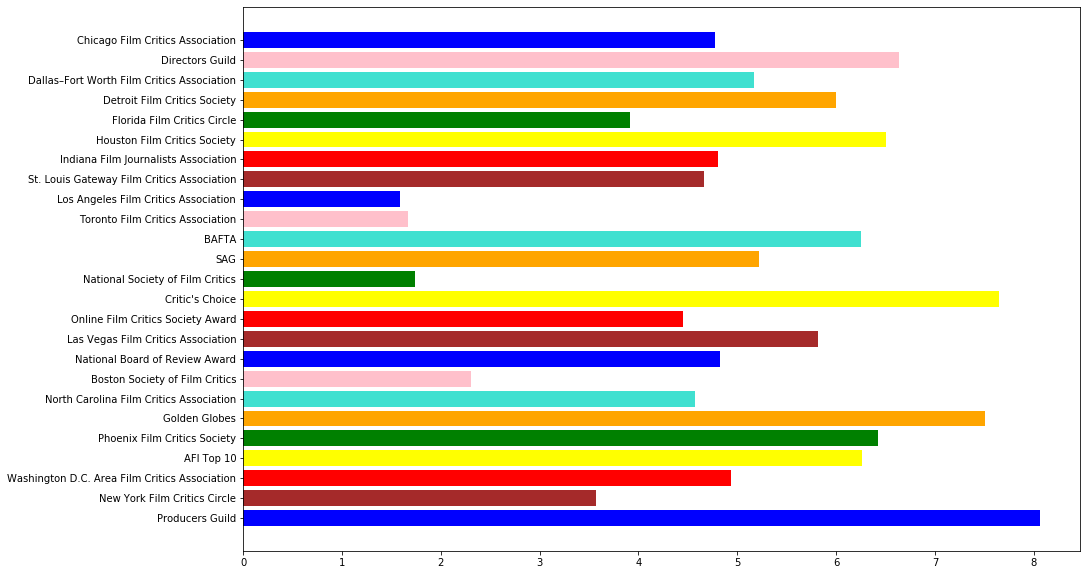 Chicago Film Critics Association
Directors Guild
Dallas–Fort Worth Film Critics Association
Detroit Film Critics Society
Florida Film Critics Circle
Houston Film Critics Society
Indiana Film Journalists Association
St. Louis Gateway Film Critics Association
Los Angeles Film Critics Association
Toronto Film Critics Association
BAFTA
SAG
National Society of Film Critics
Critic's Choice
Online Film Critics Society Award
Las Vegas Film Critics Association
National Board of Review Award
Boston Society of Film Critics
North Carolina Film Critics Association
Golden Globes
Phoenix Film Critics Society
AFI Top 10
Washington D.C. Area Film Critics Association
New York Film Critics Circle
Producers Guild
0 1 2 3 4 5 6 7 8